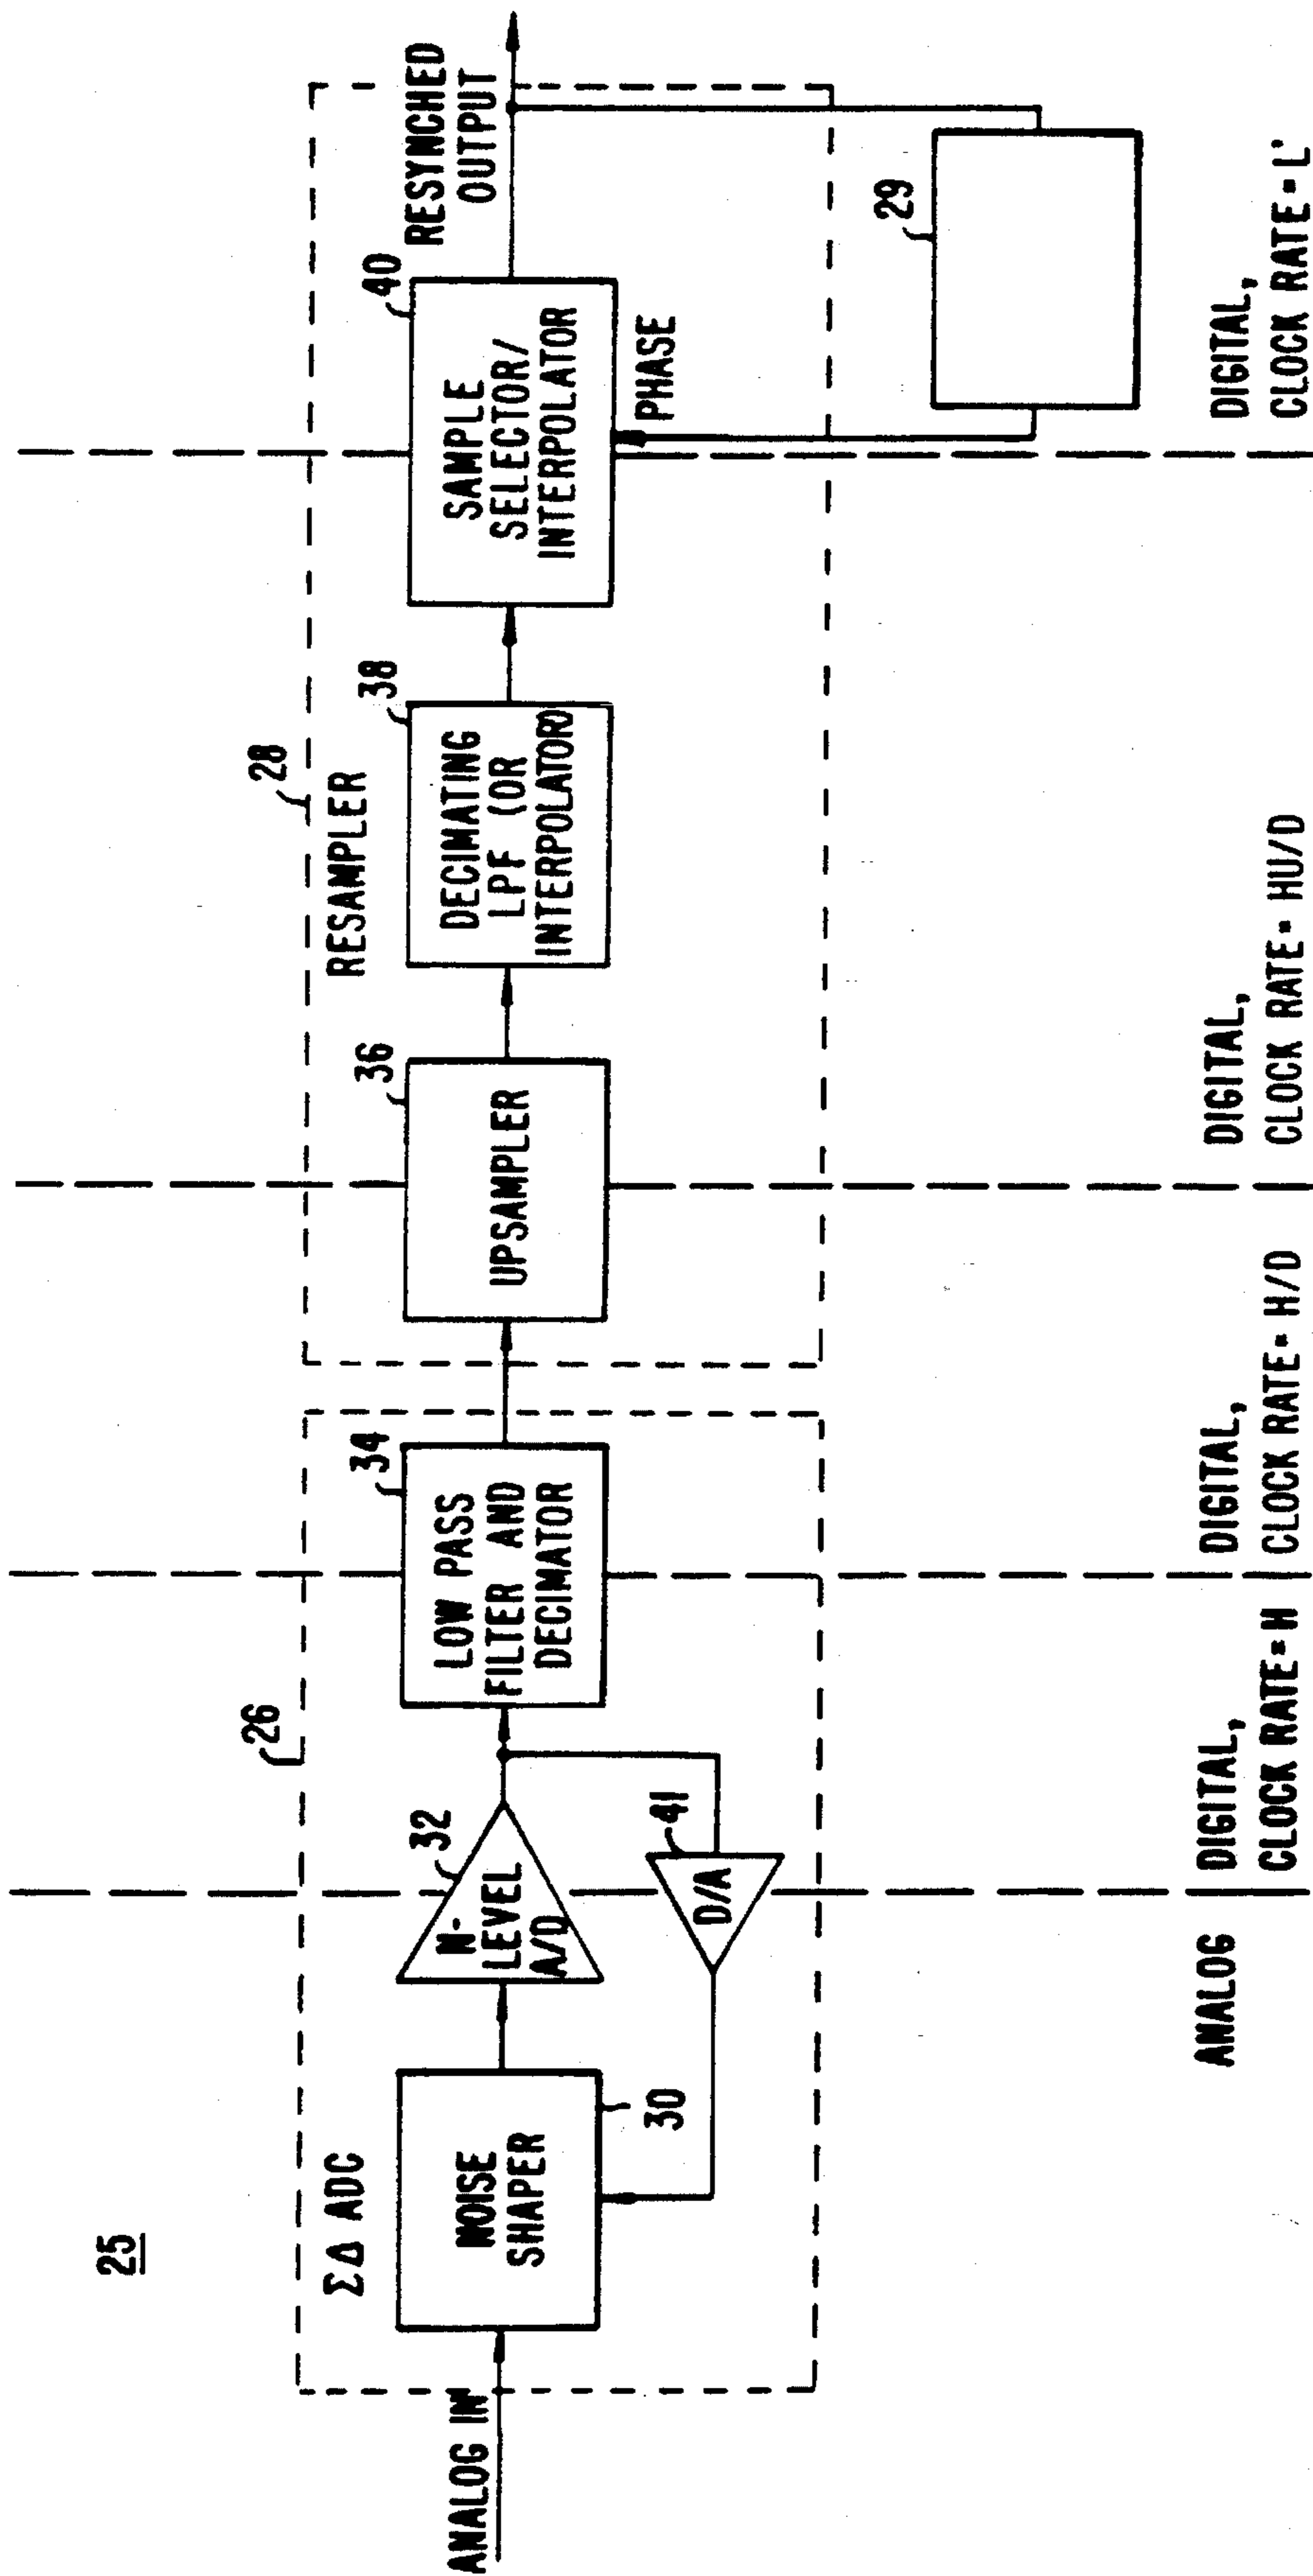 25
26
ΣΔ ADC
ANALOG IN
NOISE
SHAPER
30
N-
LEVEL
A/D
32
D/A
41
LOW PASS
FILTER AND
DECIMATOR
34
28
RESAMPLER
UPSAMPLER
36
DECIMATING
LPF (OR
INTERPOLATOR)
38
SAMPLE
SELECTOR/
INTERPOLATOR
40
PHASE
RESYNCHED
OUTPUT
29
ANALOG
DIGITAL,
CLOCK RATE=H
DIGITAL,
CLOCK RATE= H/D
DIGITAL,
CLOCK RATE= HU/D
DIGITAL,
CLOCK RATE= L'